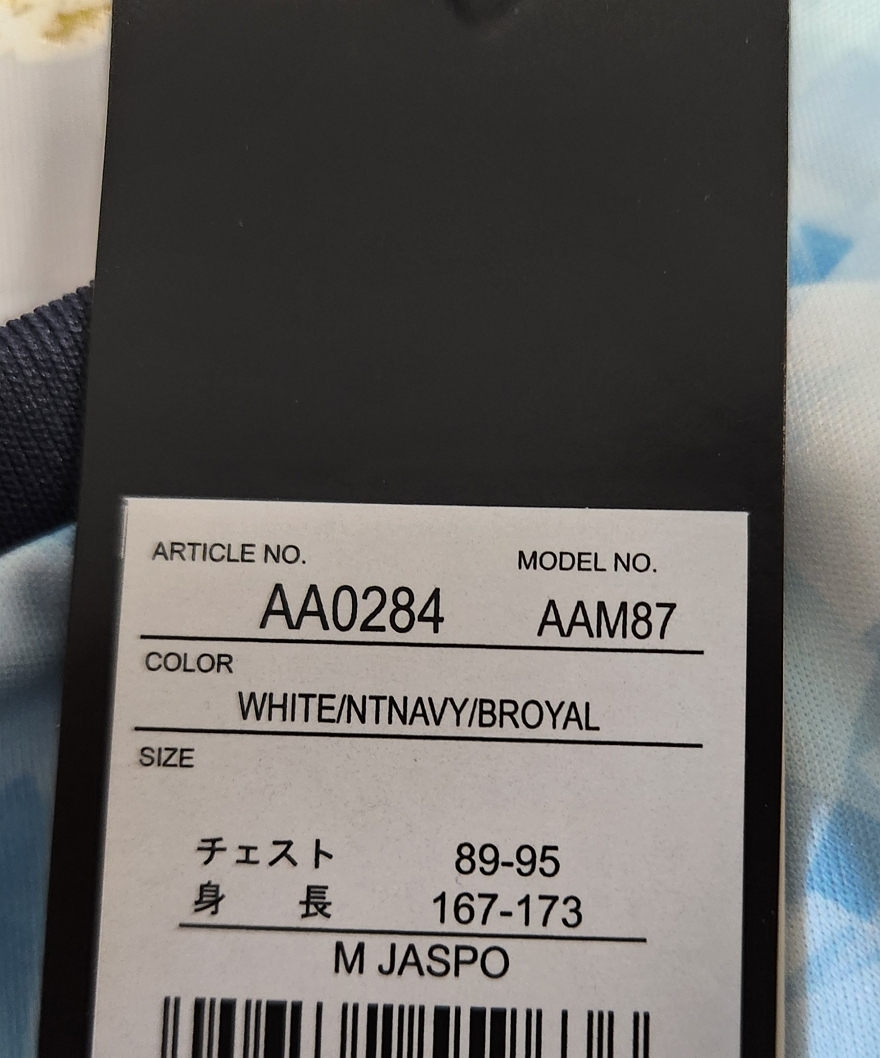 ARTICLE NO. MODEL NO.
AA0284 AAM87
COLOR
WHITE/NTNAVY/BROYAL
SIZE
チェスト 89-95
身 長 167-173
M JASPO